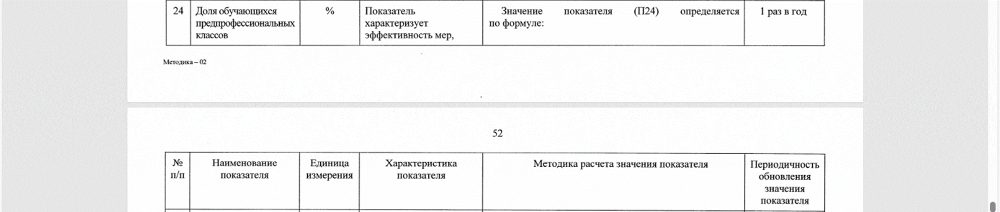 24
Доля обучающихся
предпрофессиональных
классов
%
Показатель
характеризует
эффективность мер,
Значение показателя (П24) определяется
по формуле:
1 раз в год
Методика – 02
52
№
п/п
Наименование
показателя
Единица
измерения
Характеристика
показателя
Методика расчета значения показателя
Периодичность
обновления
значения
показателя